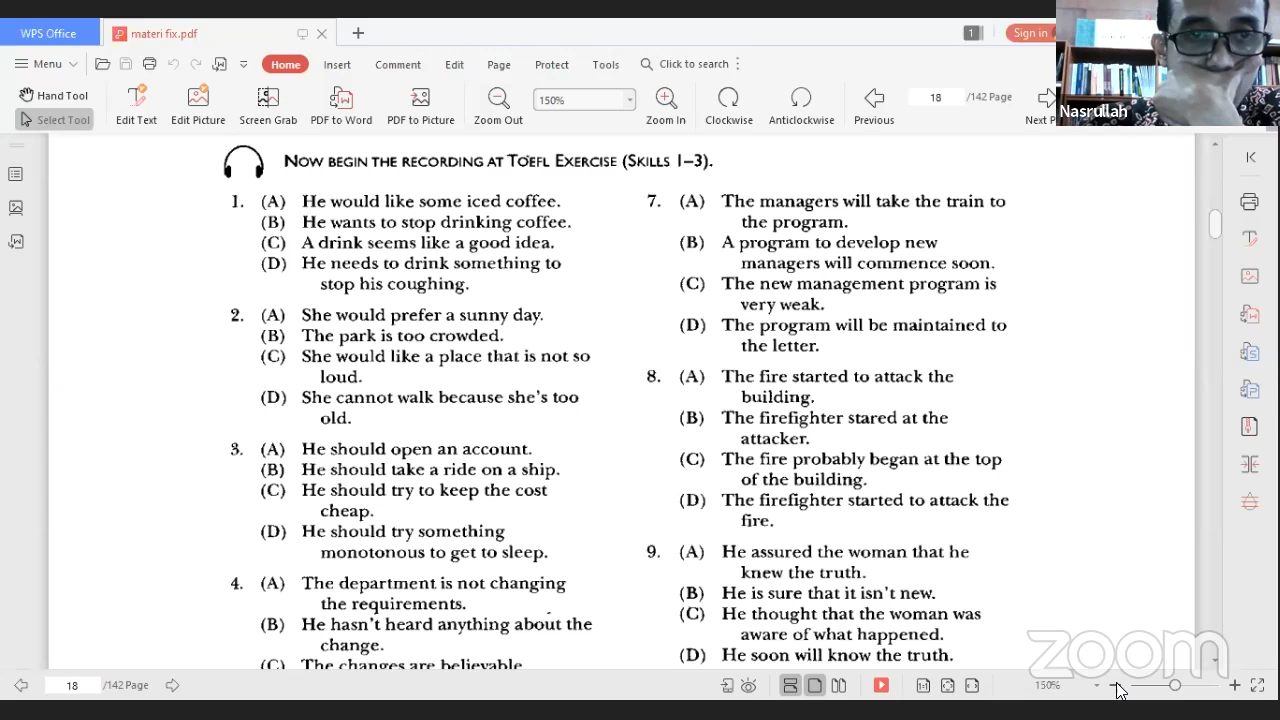 WPS Office
materi fix.pdf
1
Sign in
Menu
Home
Insert
Comment
Edit
Page
Protect
Tools
Click to search
Hand Tool
Select Tool
Edit Text
Edit Picture
Screen Grab
PDF to Word
PDF to Picture
Zoom Out
150%
Zoom In
Clockwise
Anticlockwise
Previous
18
/142 Page
Next P
Nasrullah
NOW BEGIN THE RECORDING AT TOEFL EXERCISE (SKILLS 1–3).
1. (A) He would like some iced coffee.
(B) He wants to stop drinking coffee.
(C) A drink seems like a good idea.
(D) He needs to drink something to
stop his coughing.
2. (A) She would prefer a sunny day.
(B) The park is too crowded.
(C) She would like a place that is not so
loud.
(D) She cannot walk because she's too
old.
3. (A) He should open an account.
(B) He should take a ride on a ship.
(C) He should try to keep the cost
cheap.
(D) He should try something
monotonous to get to sleep.
4. (A) The department is not changing
the requirements.
(B) He hasn't heard anything about the
change.
(C) The changes are believable
7. (A) The managers will take the train to
the program.
(B) A program to develop new
managers will commence soon.
(C) The new management program is
very weak.
(D) The program will be maintained to
the letter.
8. (A) The fire started to attack the
building.
(B) The firefighter stared at the
attacker.
(C) The fire probably began at the top
of the building.
(D) The firefighter started to attack the
fire.
9. (A) He assured the woman that he
knew the truth.
(B) He is sure that it isn't new.
(C) He thought that the woman was
aware of what happened.
(D) He soon will know the truth.
zoom
18
/142 Page
150%